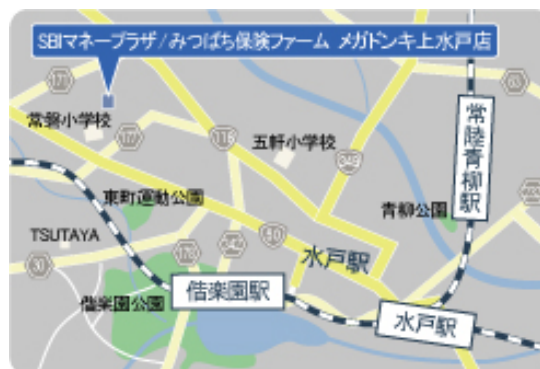 SBIマネープラザ/みつばち保険ファーム メガドンキ上水戸店
常磐小学校
五軒小学校
常陸青柳駅
東町運動公園
青柳公園
TSUTAYA
水戸駅
偕楽園駅
偕楽園公園
水戸駅
50